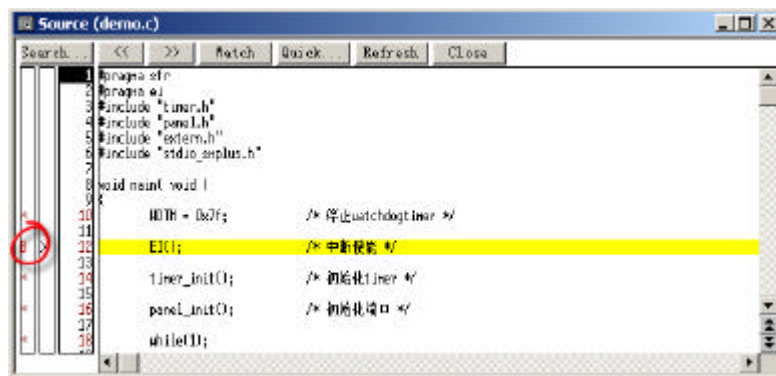 Source (demo.c)
Search... << >> Watch Quick... Refresh Close
1 #pragma sfr
2 #pragma ei
3 #include "timer.h"
4 #include "panel.h"
5 #include "extern.h"
6 #include "stdio_smplus.h"
7
8 void main( void )
9 {
* 10 WDTM = 0x7f; /* 停止watchdogtimer */
11
B > 12 EI(); /* 中断使能 */
13
* 14 timer_init(); /* 初始化timer */
15
* 16 panel_init(); /* 初始化端口 */
17
* 18 while(1);